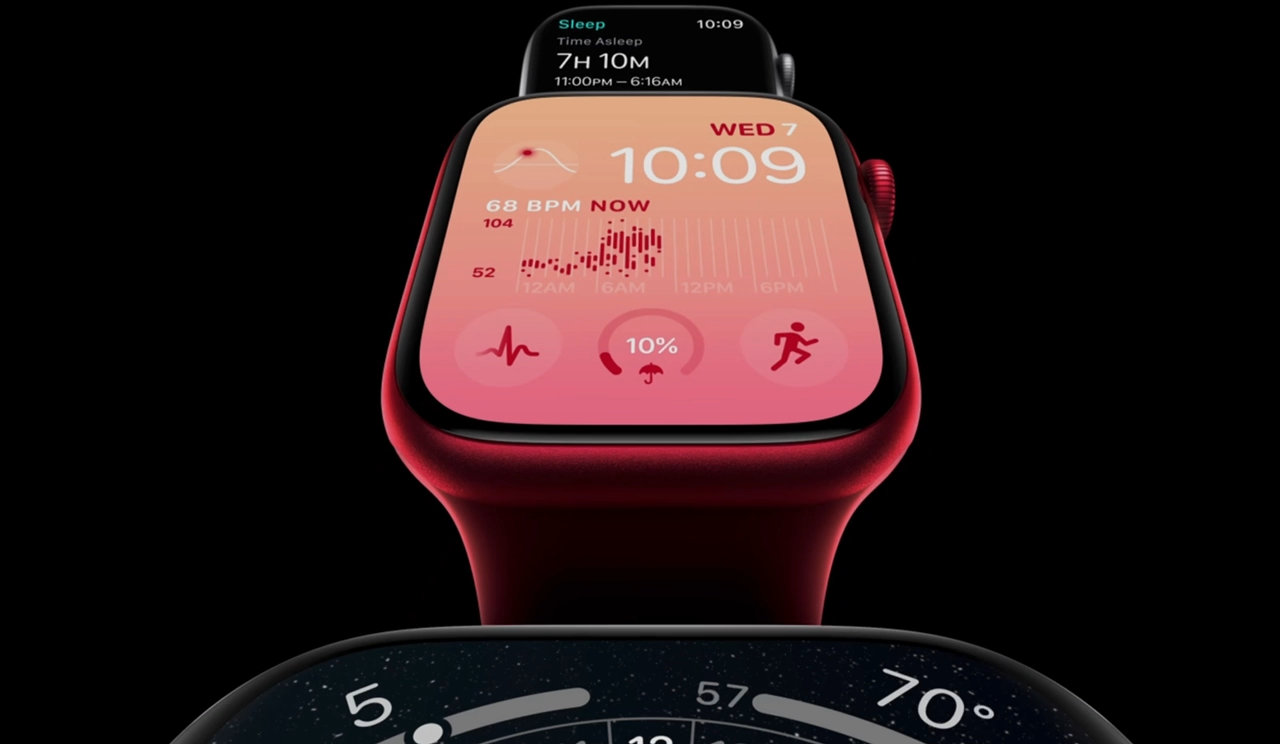 Sleep 10:09
Time Asleep
7H 10M
11:00PM – 6:16AM
WED 7
10:09
68 BPM NOW
104
52
12AM 6AM 12PM 6PM
10%
5 57 70°